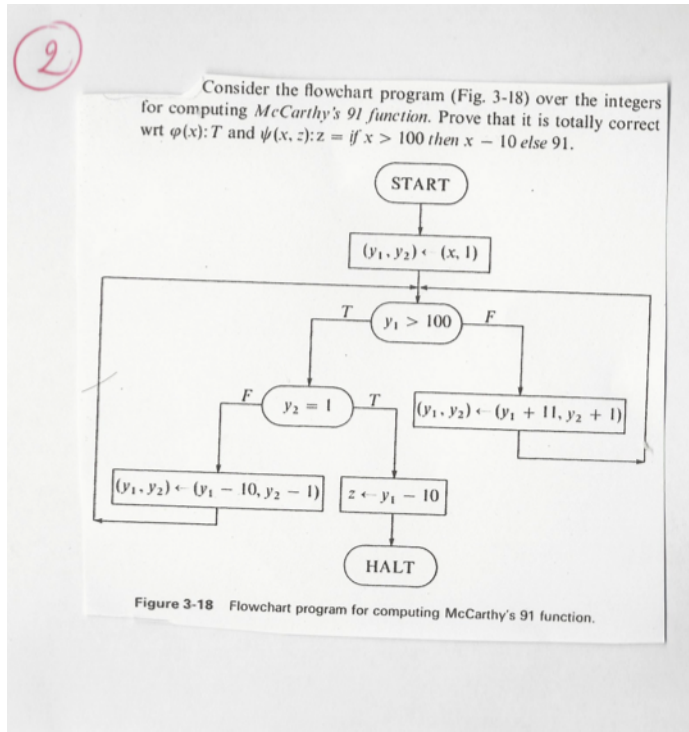 2
Consider the flowchart program (Fig. 3-18) over the integers
for computing McCarthy's 91 function. Prove that it is totally correct
wrt φ(x): T and ψ(x, z): z = if x > 100 then x − 10 else 91.
START
(y₁, y₂) ← (x, 1)
T
y₁ > 100
F
F
y₂ = 1
T
(y₁, y₂) ← (y₁ + 11, y₂ + 1)
(y₁, y₂) ← (y₁ − 10, y₂ − 1)
z ← y₁ − 10
HALT
Figure 3-18 Flowchart program for computing McCarthy's 91 function.